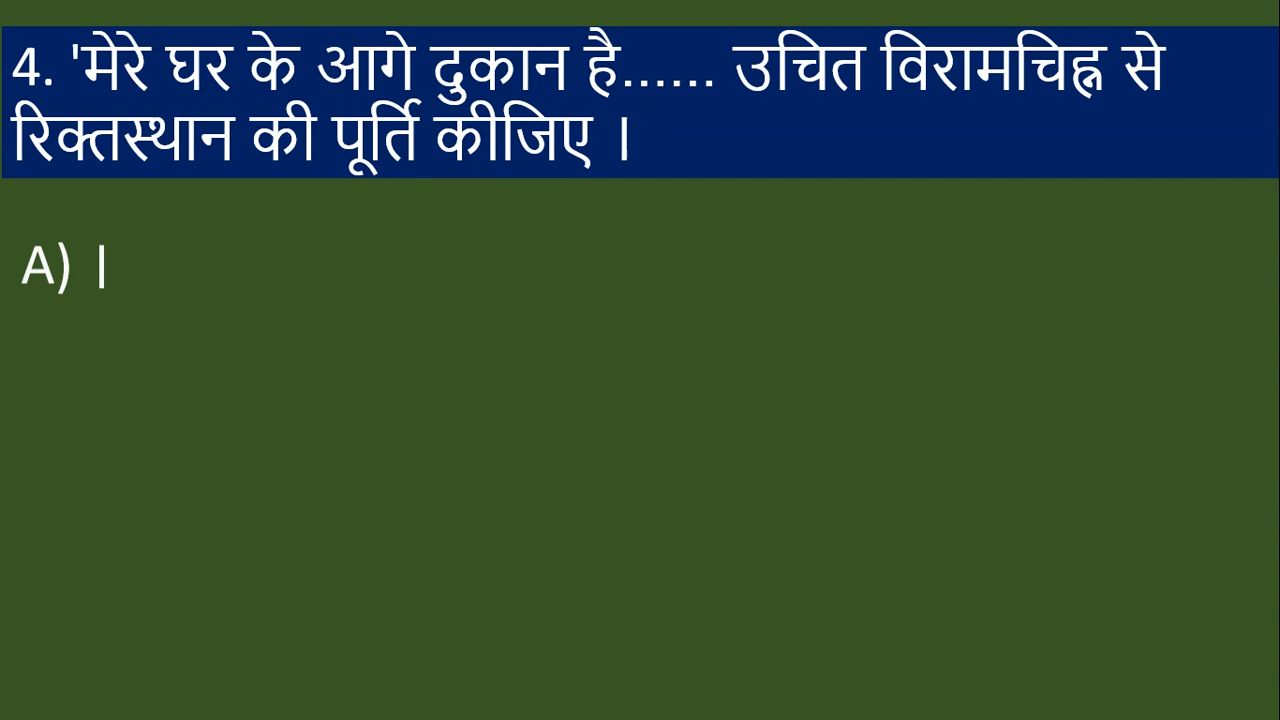 4. 'मेरे घर के आगे दुकान है...... उचित विरामचिह्न से
रिक्तस्थान की पूर्ति कीजिए ।
A) ।